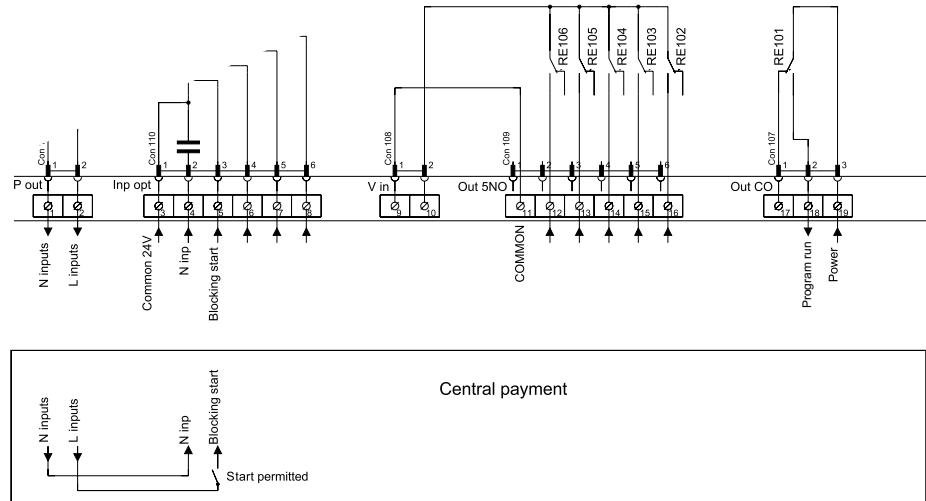 RE106
RE105
RE104
RE103
RE102
RE101
Con 110
Con 108
Con 109
Con 107
1 2
1 2 3 4 5 6
1 2
1 2 3 4 5 6
1 2 3
P out
Inp opt
V in
Out 5NO
Out CO
1 2
3 4 5 6 7 8
9 10
11 12 13 14 15 16
17 18 19
N inputs
L inputs
Common 24V
N inp
Blocking start
COMMON
Program run
Power
Central payment
N inputs
L inputs
N inp
Blocking start
Start permitted